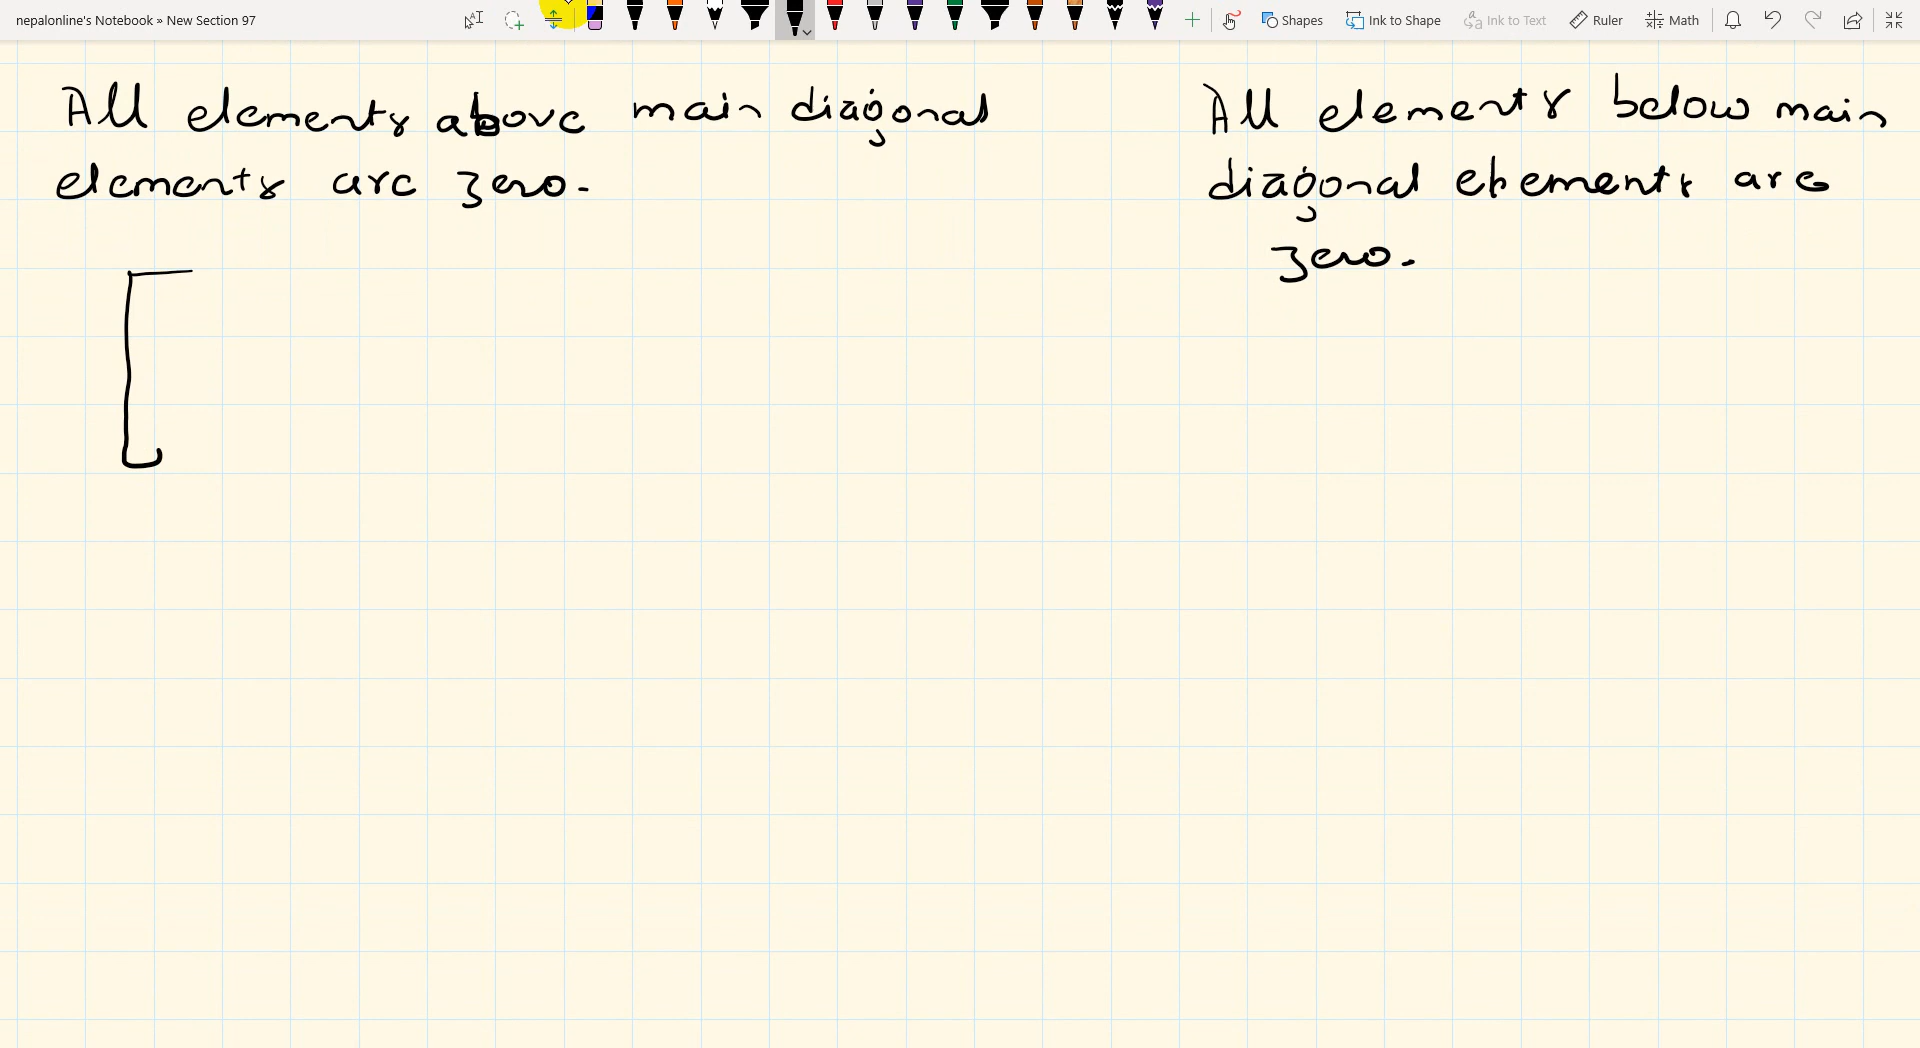 nepalonline's Notebook » New Section 97
Shapes Ink to Shape Ink to Text Ruler Math
All elements above main diagonal
elements are zero.
All elements below main
diagonal elements are
zero.